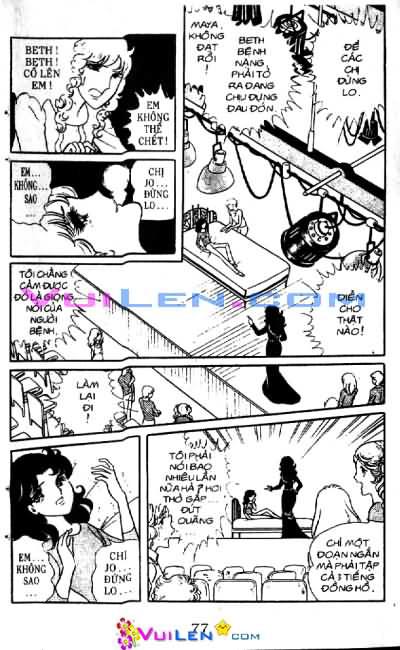 BETH!
BETH!
CỐ LÊN
EM!
EM
KHÔNG
THỂ
CHẾT!
MAYA,
KHÔNG
ĐẠT
RỒI!
BETH
BỆNH
NẶNG,
PHẢI TỎ
RA ĐANG
CHỊU ĐỰNG
ĐAU ĐỚN.
ĐỂ
CÁC
CHỊ
ĐỪNG
LO.
EM...
KHÔNG...
SAO
...
CHỊ
JO...
ĐỪNG
LO...
TÔI CHẲNG
CẢM ĐƯỢC
ĐÓ LÀ GIỌNG
NÓI CỦA
NGƯỜI
BỆNH.
DIỄN
CHO
THẬT
NÀO!
VUILEN.COM
LÀM
LẠI
ĐI!
EM...
EM
KHÔNG
SAO...
CHỊ
JO...
ĐỪNG
LO...
TÔI PHẢI
NÓI BAO
NHIÊU LẦN
NỮA HẢ? HƠI
THỞ GẤP...
ĐỨT
QUÃNG
CHỈ MỘT
ĐOẠN NGẮN
MÀ PHẢI TẬP
CẢ 3 TIẾNG
ĐỒNG HỒ.
77
VUILEN.COM